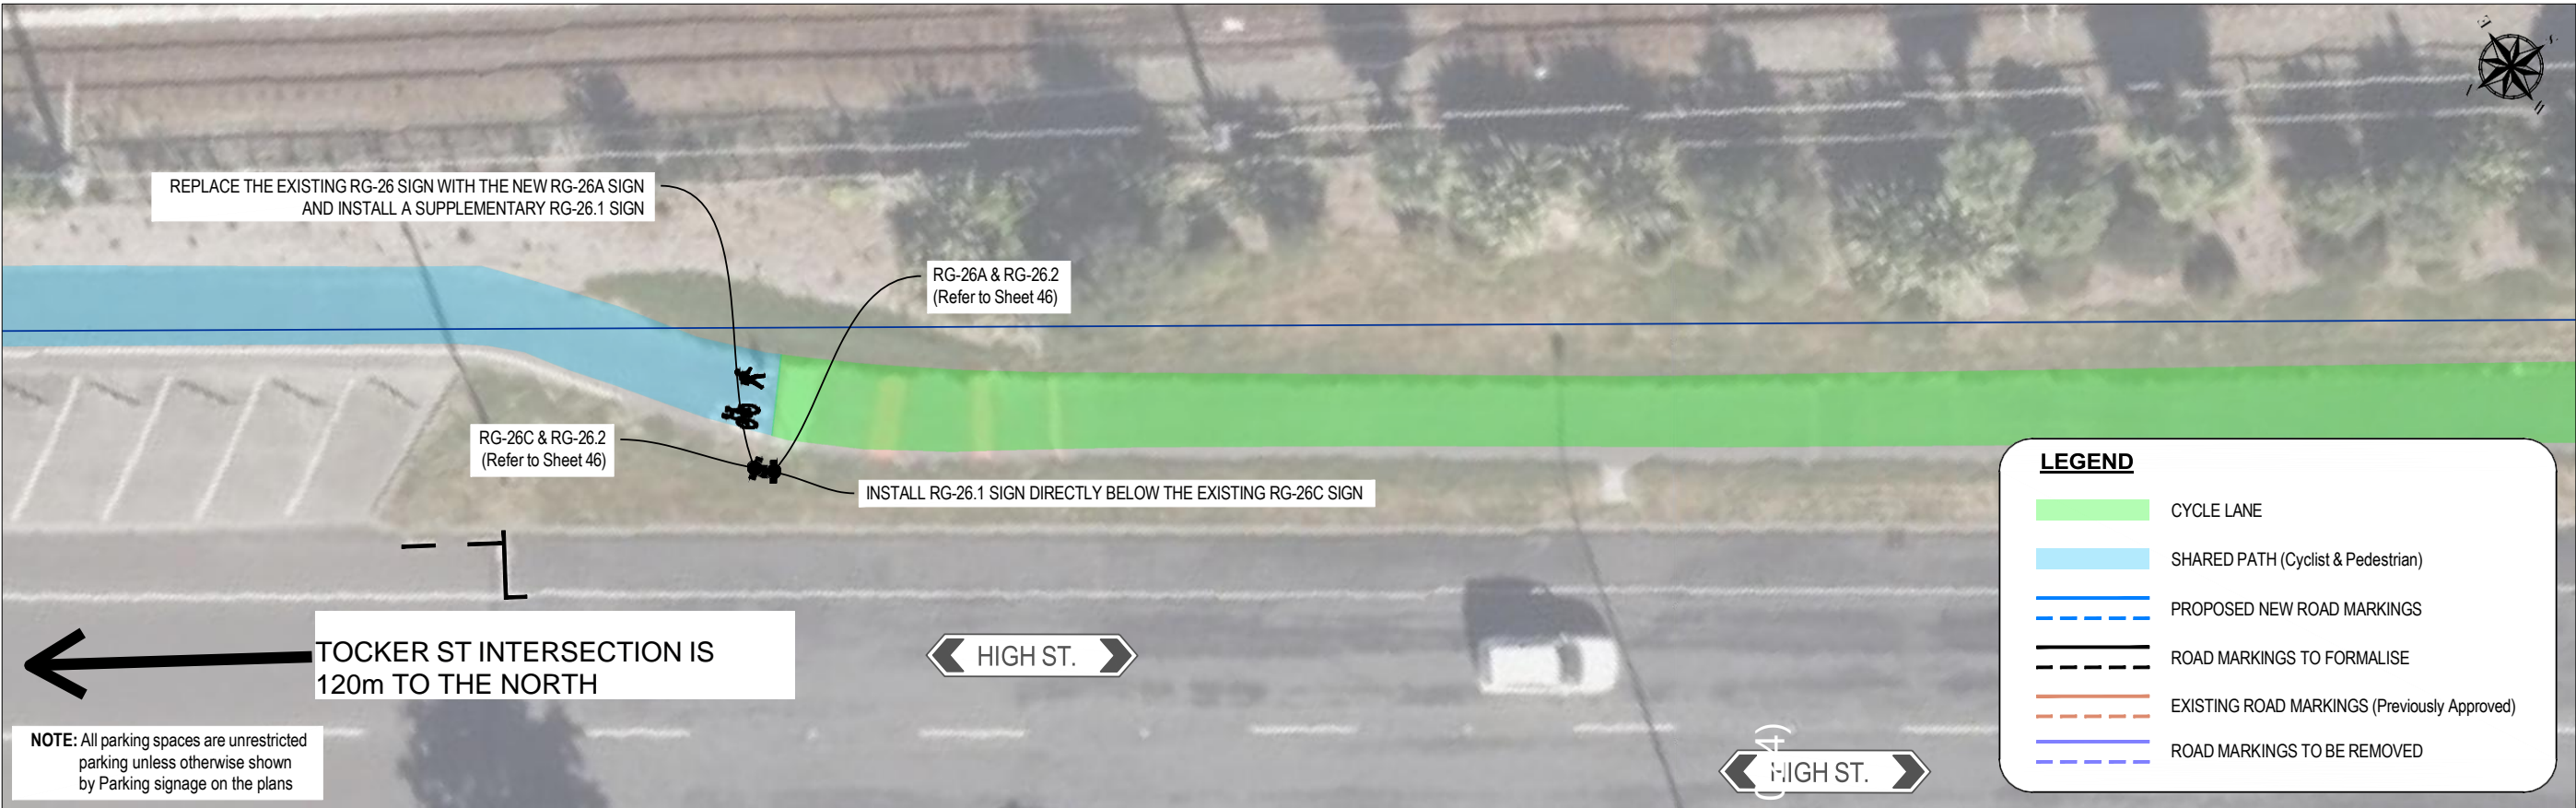 REPLACE THE EXISTING RG-26 SIGN WITH THE NEW RG-26A SIGN
AND INSTALL A SUPPLEMENTARY RG-26.1 SIGN
RG-26A & RG-26.2
(Refer to Sheet 46)
RG-26C & RG-26.2
(Refer to Sheet 46)
INSTALL RG-26.1 SIGN DIRECTLY BELOW THE EXISTING RG-26C SIGN
TOCKER ST INTERSECTION IS
120m TO THE NORTH
HIGH ST.
HIGH ST.
NOTE: All parking spaces are unrestricted
parking unless otherwise shown
by Parking signage on the plans
LEGEND
CYCLE LANE
SHARED PATH (Cyclist & Pedestrian)
PROPOSED NEW ROAD MARKINGS
ROAD MARKINGS TO FORMALISE
EXISTING ROAD MARKINGS (Previously Approved)
ROAD MARKINGS TO BE REMOVED